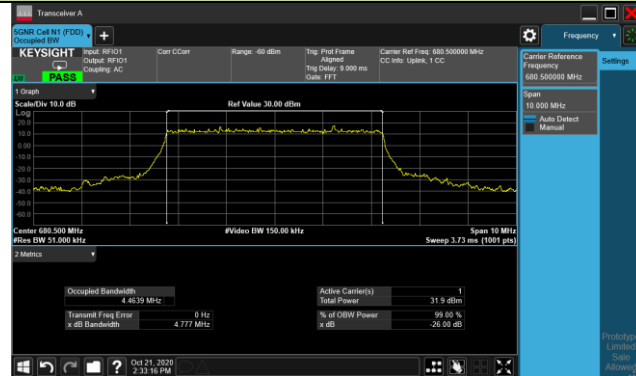 Transceiver A
5GNR Cell N1 (FDD)
Occupied BW
Frequency
KEYSIGHT
Input: RFIO1
Output: RFIO1
Coupling: AC
Corr CCorr
Range: -60 dBm
Trig: Prot Frame
Aligned
Trig Delay: 9.000 ms
Gate: FFT
Carrier Ref Freq: 680.500000 MHz
CC Info: Uplink, 1 CC
PASS
Carrier Reference
Frequency
680.500000 MHz
Settings
Span
10.000 MHz
Auto Detect
Manual
1 Graph
Scale/Div 10.0 dB
Ref Value 30.00 dBm
Log
20.0
10.0
0.00
-10.0
-20.0
-30.0
-40.0
-50.0
-60.0
Center 680.500 MHz
#Video BW 150.00 kHz
Span 10 MHz
#Res BW 51.000 kHz
Sweep 3.73 ms (1001 pts)
2 Metrics
Occupied Bandwidth
4.4639 MHz
Active Carrier(s) 1
Total Power 31.9 dBm
Transmit Freq Error 0 Hz
x dB Bandwidth 4.777 MHz
% of OBW Power 99.00 %
x dB -26.00 dB
Prototype
Limited
Sale
Allowed
Oct 21, 2020
2:33:16 PM